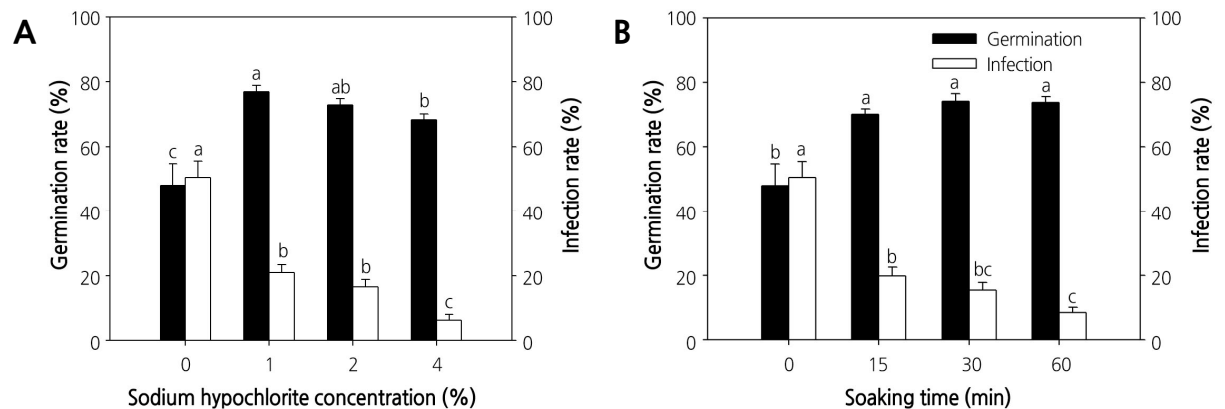 A
Germination rate (%)
100
80
60
40
20
0
c
a
a
b
ab
b
b
c
0
1
2
4
Sodium hypochlorite concentration (%)
100
80
60
40
20
0
Infection rate (%)
B
Germination rate (%)
100
80
60
40
20
0
Germination
Infection
b
a
a
b
a
bc
a
c
0
15
30
60
Soaking time (min)
100
80
60
40
20
0
Infection rate (%)